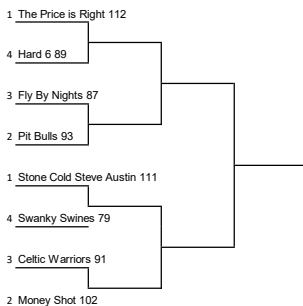 1 The Price is Right 112
4 Hard 6 89
3 Fly By Nights 87
2 Pit Bulls 93
1 Stone Cold Steve Austin 111
4 Swanky Swines 79
3 Celtic Warriors 91
2 Money Shot 102